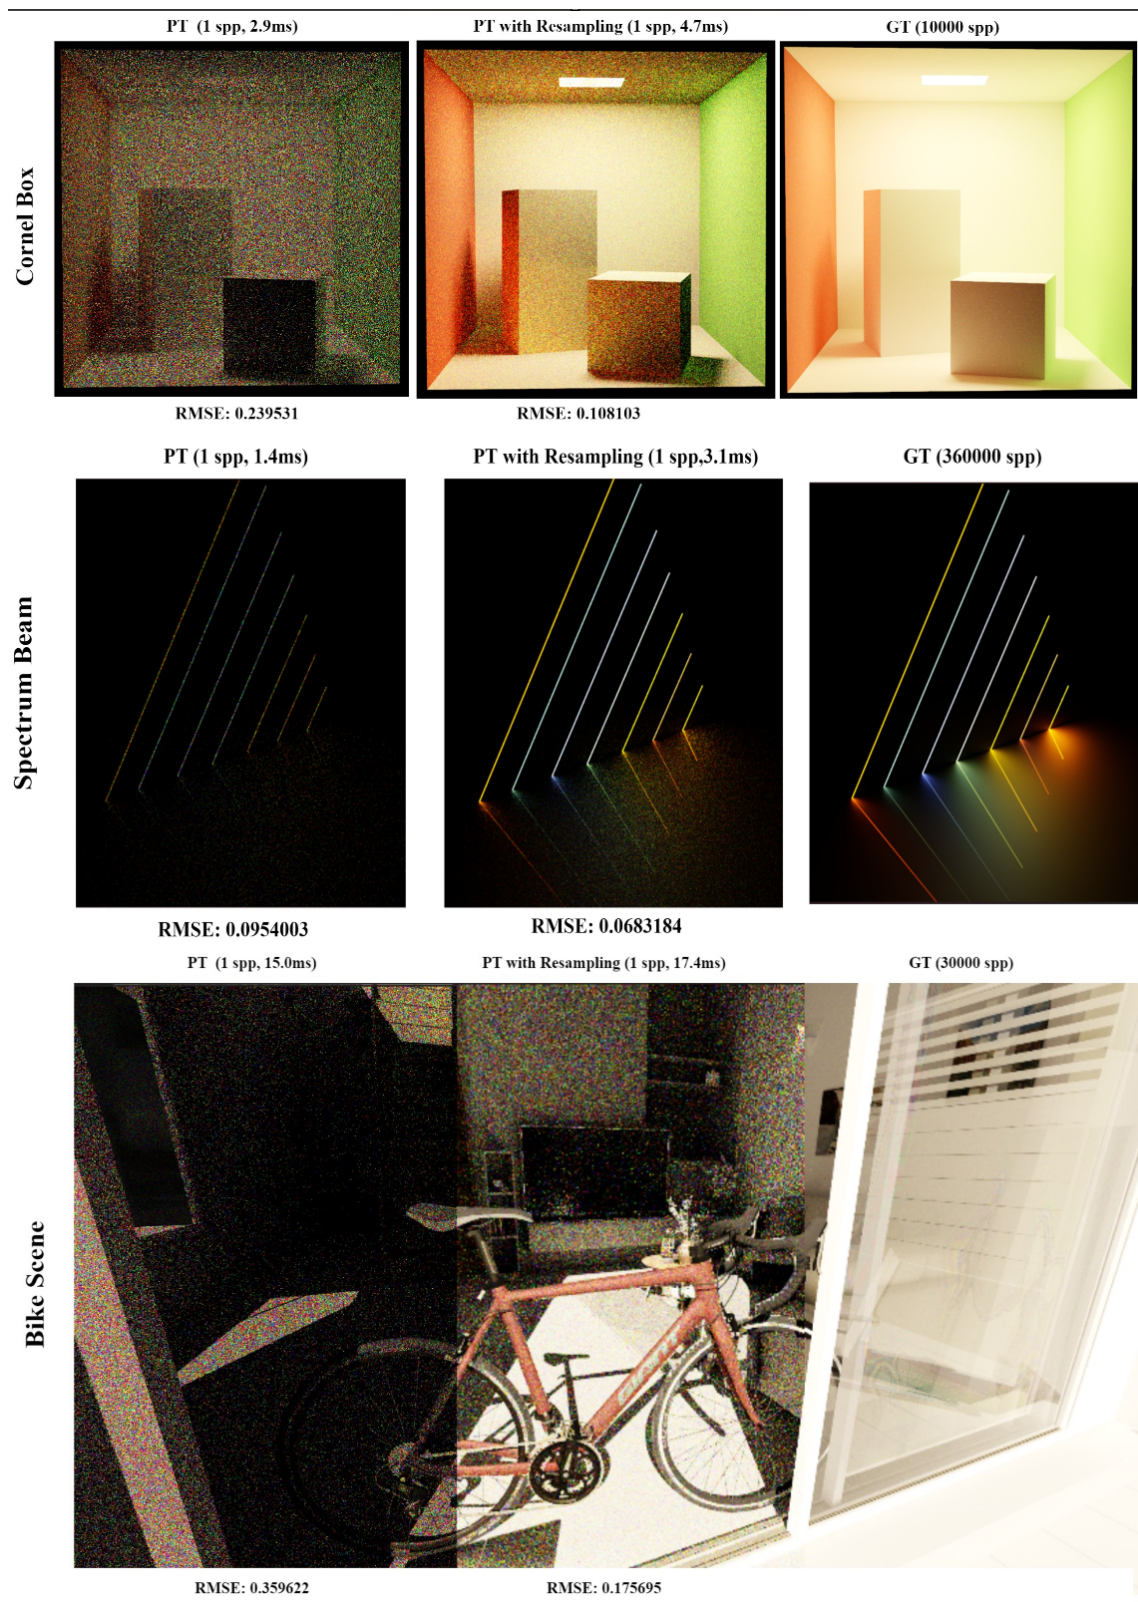 PT (1 spp, 2.9ms) PT with Resampling (1 spp, 4.7ms) GT (10000 spp)
Cornel Box
RMSE: 0.239531 RMSE: 0.108103
PT (1 spp, 1.4ms) PT with Resampling (1 spp,3.1ms) GT (360000 spp)
Spectrum Beam
RMSE: 0.0954003 RMSE: 0.0683184
PT (1 spp, 15.0ms) PT with Resampling (1 spp, 17.4ms) GT (30000 spp)
Bike Scene
RMSE: 0.359622 RMSE: 0.175695